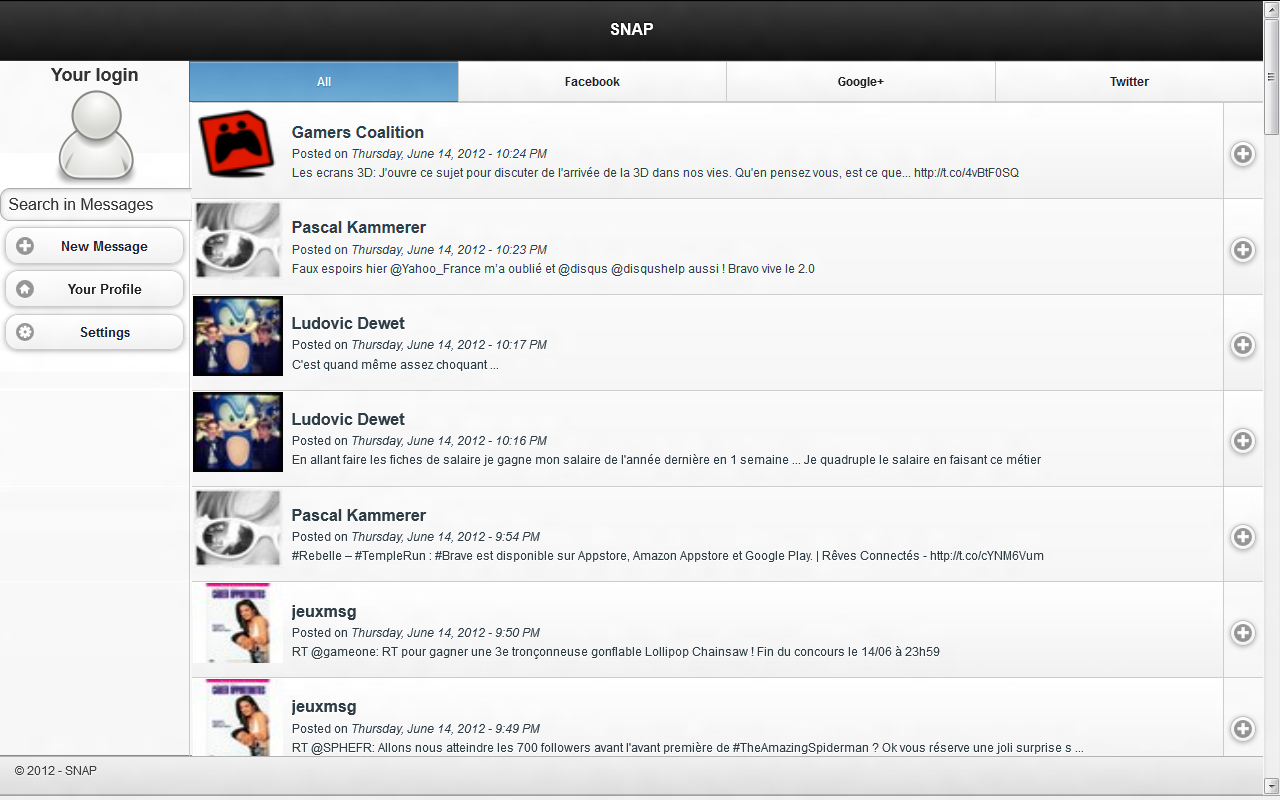 SNAP
Your login
All
Facebook
Google+
Twitter
Search in Messages
New Message
Your Profile
Settings
Gamers Coalition
Posted on Thursday, June 14, 2012 - 10:24 PM
Les ecrans 3D: J'ouvre ce sujet pour discuter de l'arrivée de la 3D dans nos vies. Qu'en pensez vous, est ce que... http://t.co/4vBtF0SQ
Pascal Kammerer
Posted on Thursday, June 14, 2012 - 10:23 PM
Faux espoirs hier @Yahoo_France m'a oublié et @disqus @disqushelp aussi ! Bravo vive le 2.0
Ludovic Dewet
Posted on Thursday, June 14, 2012 - 10:17 PM
C'est quand même assez choquant ...
Ludovic Dewet
Posted on Thursday, June 14, 2012 - 10:16 PM
En allant faire les fiches de salaire je gagne mon salaire de l'année dernière en 1 semaine ... Je quadruple le salaire en faisant ce métier
Pascal Kammerer
Posted on Thursday, June 14, 2012 - 9:54 PM
#Rebelle – #TempleRun : #Brave est disponible sur Appstore, Amazon Appstore et Google Play. | Rêves Connectés - http://t.co/cYNM6Vum
jeuxmsg
Posted on Thursday, June 14, 2012 - 9:50 PM
RT @gameone: RT pour gagner une 3e tronçonneuse gonflable Lollipop Chainsaw ! Fin du concours le 14/06 à 23h59
CAREER OPPORTUNITIES
jeuxmsg
Posted on Thursday, June 14, 2012 - 9:49 PM
RT @SPHEFR: Allons nous atteindre les 700 followers avant l'avant première de #TheAmazingSpiderman ? Ok vous réserve une joli surprise s ...
© 2012 - SNAP